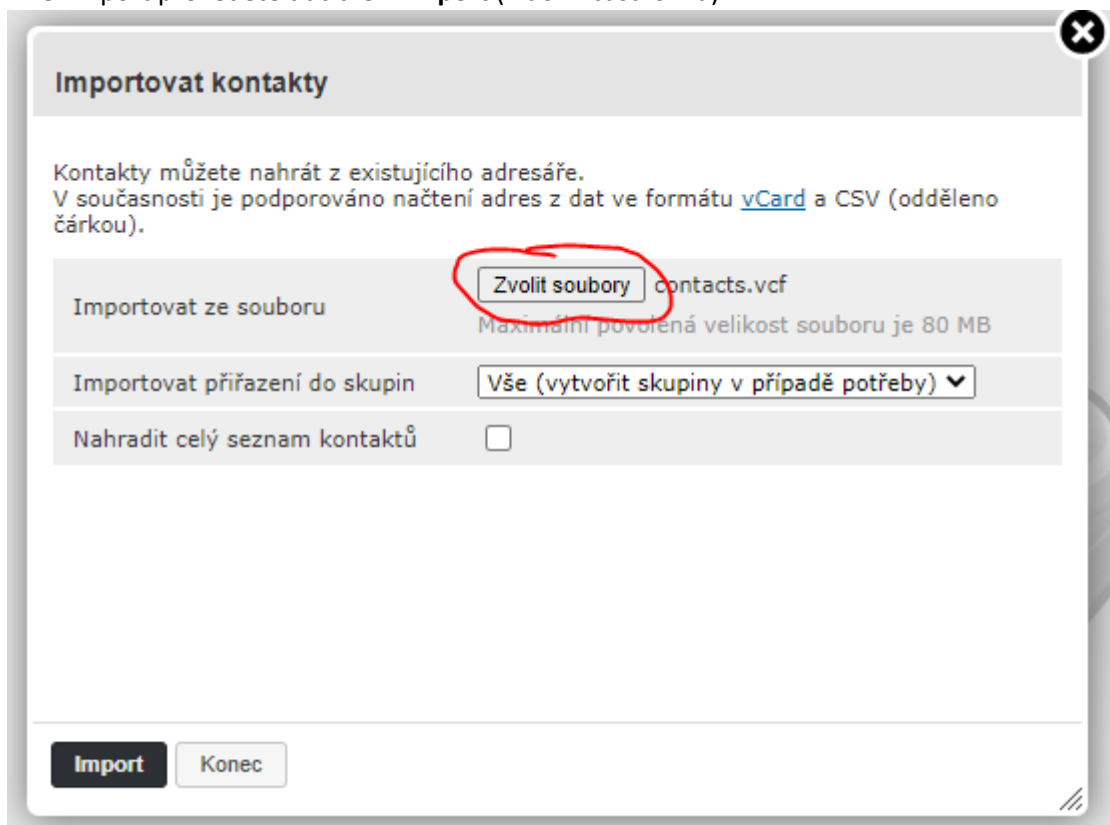 Importovat kontakty
Kontakty můžete nahrát z existujícího adresáře.
V současnosti je podporováno načtení adres z dat ve formátu vCard a CSV (odděleno
čárkou).
Importovat ze souboru
Zvolit soubory contacts.vcf
Maximální povolená velikost souboru je 80 MB
Importovat přiřazení do skupin
Vše (vytvořit skupiny v případě potřeby)
Nahradit celý seznam kontaktů
Import Konec